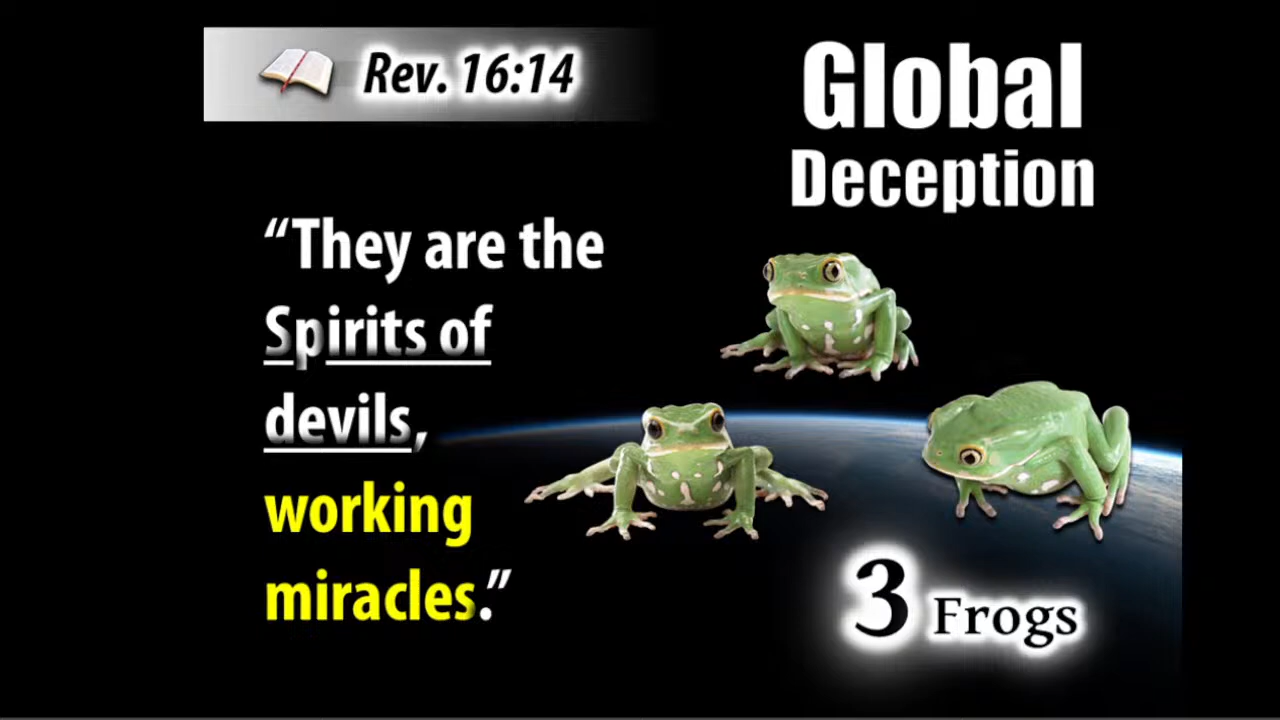 Rev. 16:14
Global
Deception
“They are the
Spirits of
devils,
working
miracles.”
3 Frogs